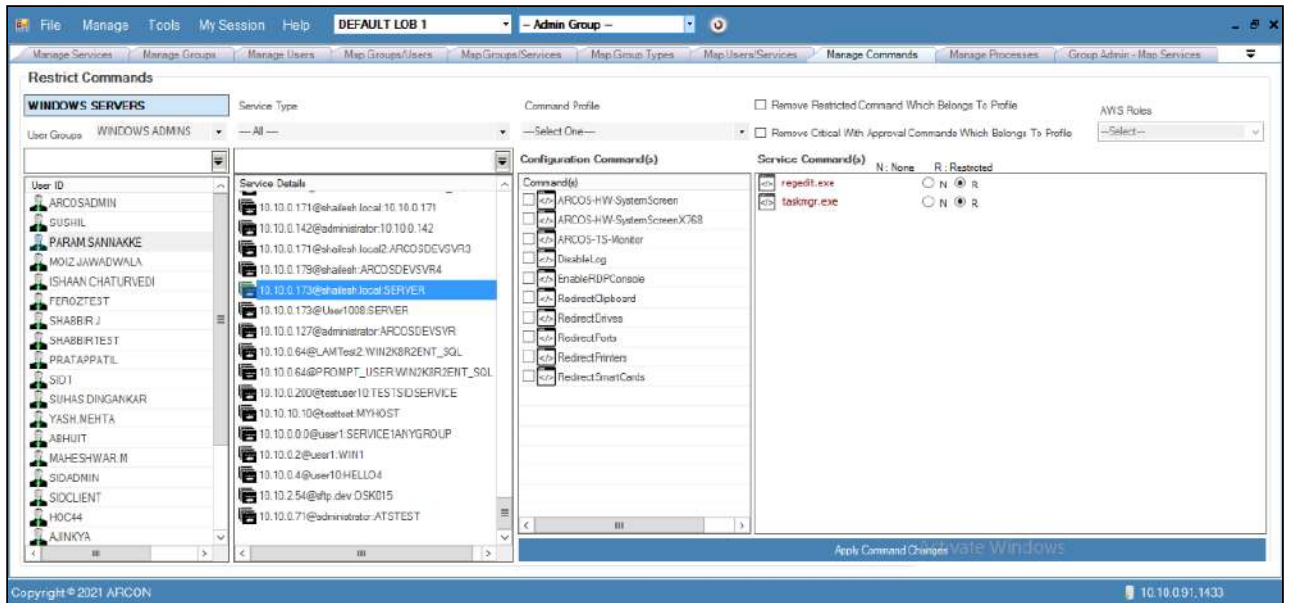 File Manage Tools My Session Help DEFAULT LOB 1 -- Admin Group --
Manage Services Manage Groups Manage Users Map Groups/Users Map Groups/Services Map Group Types Map Users/Services Manage Commands Manage Processes Group Admin - Map Services
Restrict Commands
WINDOWS SERVERS
Service Type
Command Profile
Remove Restricted Command Which Belongs To Profile
AWS Roles
User Groups WINDOWS ADMINS
--- All ---
---Select One---
Remove Critical With Approval Commands Which Belongs To Profile
--Select--
Configuration Command(s)
Service Command(s) N : None R : Restricted
User ID
ARCOSADMIN
SUSHIL
PARAM.SANNAKKE
MOIZ JAWADWALA
ISHAAN CHATURVEDI
FEROZTEST
SHABBIR J
SHABBIRTEST
PRATAPPATIL
SID1
SUHAS DINGANKAR
YASH.NEHTA
ABHIJIT
MAHESHWAR.M
SIDADMIN
SIDCLIENT
HOC44
AJINKYA
Service Details
10.10.0.171@shailesh.local:10.10.0.171
10.10.0.142@administrator:10.10.0.142
10.10.0.171@shailesh.local2:ARCOSDEVSVR3
10.10.0.179@shailesh:ARCOSDEVSVR4
10.10.0.173@shailesh.local:SERVER
10.10.0.173@User1008:SERVER
10.10.0.127@administrator:ARCOSDEVSVR
10.10.0.64@LAMTest2:WIN2K8R2ENT_SQL
10.10.0.64@PROMPT_USER:WIN2K8R2ENT_SQL
10.10.0.200@testuser10:TESTSIDSERVICE
10.10.10.10@testtest:MYHOST
10.10.0.0.0@user1:SERVICE1ANYGROUP
10.10.0.2@user1:WIN1
10.10.0.4@user10:HELLO4
10.10.2.54@sftp.dev:DSK015
10.10.0.71@administrator:ATSTEST
Command(s)
ARCOS-HW-SystemScreen
ARCOS-HW-SystemScreenX768
ARCOS-TS-Monitor
DisableLog
EnableRDPConsole
RedirectClipboard
RedirectDrives
RedirectPorts
RedirectPrinters
RedirectSmartCards
regedit.exe N R
taskmgr.exe N R
Apply Command Changes
Activate Windows
Copyright © 2021 ARCON
10.10.0.91,1433